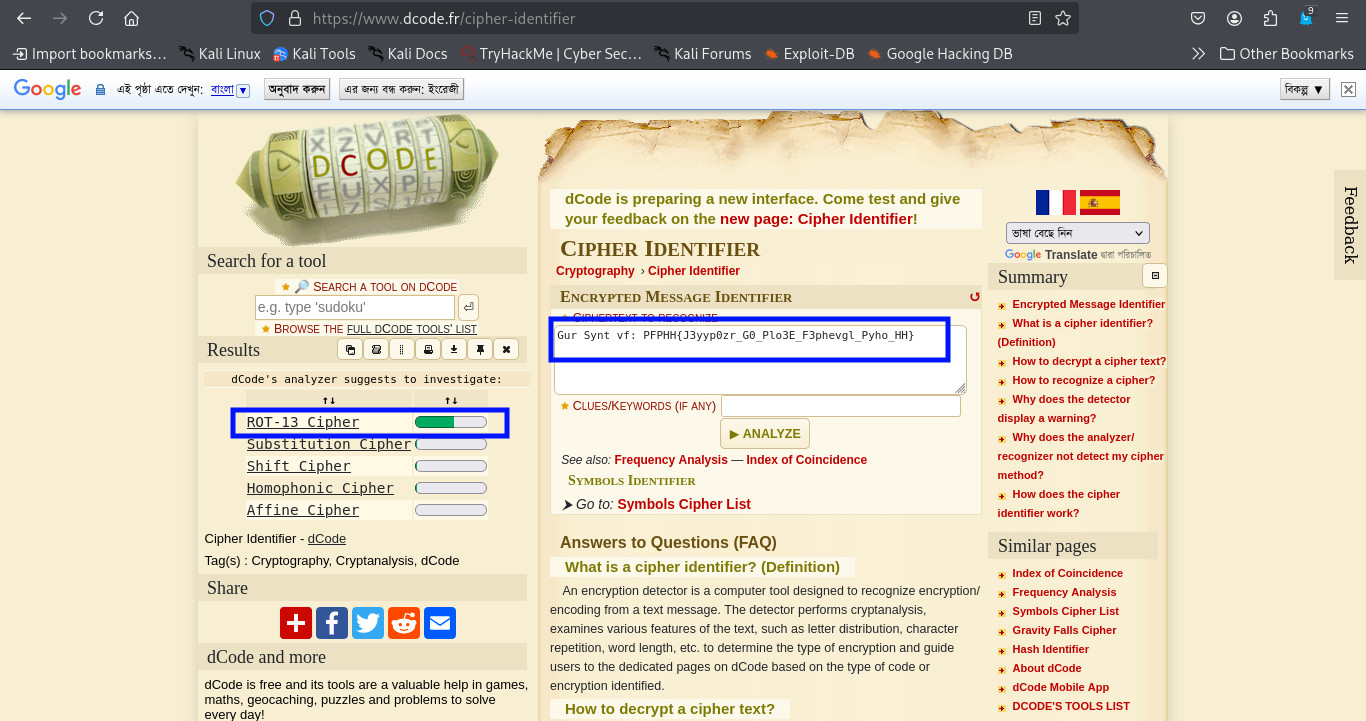 https://www.dcode.fr/cipher-identifier
9
Import bookmarks...
Kali Linux
Kali Tools
Kali Docs
TryHackMe | Cyber Sec...
Kali Forums
Exploit-DB
Google Hacking DB
Other Bookmarks
Google
এই পৃষ্ঠা এতে দেখুন:
বাংলা
অনুবাদ করুন
এর জন্য বন্ধ করুন: ইংরেজী
বিকল্প ▼
DCODE
Search for a tool
Search a tool on dCode
e.g. type 'sudoku'
Browse the full dCode tools' list
Results
dCode's analyzer suggests to investigate:
↑↓ ↑↓
ROT-13 Cipher
Substitution Cipher
Shift Cipher
Homophonic Cipher
Affine Cipher
Cipher Identifier - dCode
Tag(s) : Cryptography, Cryptanalysis, dCode
Share
dCode and more
dCode is free and its tools are a valuable help in games,
maths, geocaching, puzzles and problems to solve
every day!
dCode is preparing a new interface. Come test and give
your feedback on the new page: Cipher Identifier!
Cipher Identifier
Cryptography › Cipher Identifier
Encrypted Message Identifier
Ciphertext to recognize
Gur Synt vf: PFPHH{J3yyp0zr_G0_Plo3E_F3phevgl_Pyho_HH}
Clues/Keywords (if any)
▶ ANALYZE
See also: Frequency Analysis — Index of Coincidence
Symbols Identifier
➤ Go to: Symbols Cipher List
Answers to Questions (FAQ)
What is a cipher identifier? (Definition)
An encryption detector is a computer tool designed to recognize encryption/
encoding from a text message. The detector performs cryptanalysis,
examines various features of the text, such as letter distribution, character
repetition, word length, etc. to determine the type of encryption and guide
users to the dedicated pages on dCode based on the type of code or
encryption identified.
How to decrypt a cipher text?
ভাষা বেছে নিন
Google Translate দ্বারা পরিচালিত
Summary
Encrypted Message Identifier
What is a cipher identifier?
(Definition)
How to decrypt a cipher text?
How to recognize a cipher?
Why does the detector
display a warning?
Why does the analyzer/
recognizer not detect my cipher
method?
How does the cipher
identifier work?
Similar pages
Index of Coincidence
Frequency Analysis
Symbols Cipher List
Gravity Falls Cipher
Hash Identifier
About dCode
dCode Mobile App
DCODE'S TOOLS LIST
Feedback